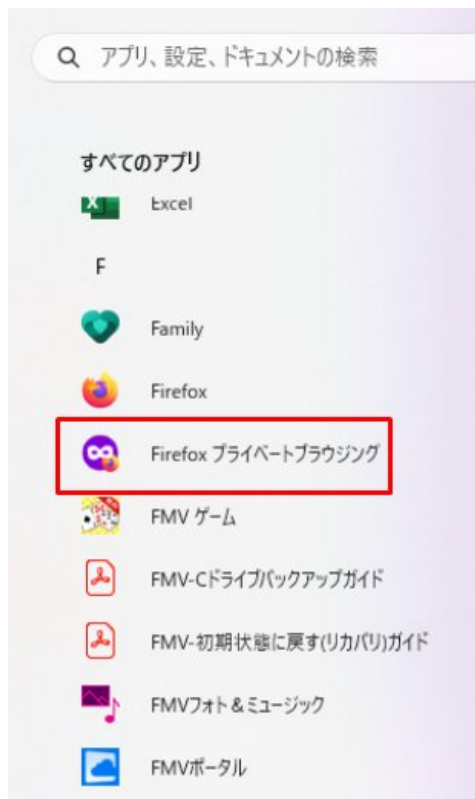 アプリ、設定、ドキュメントの検索
すべてのアプリ
Excel
F
Family
Firefox
Firefox プライベートブラウジング
FMV ゲーム
FMV-Cドライブバックアップガイド
FMV-初期状態に戻す(リカバリ)ガイド
FMVフォト&ミュージック
FMVポータル